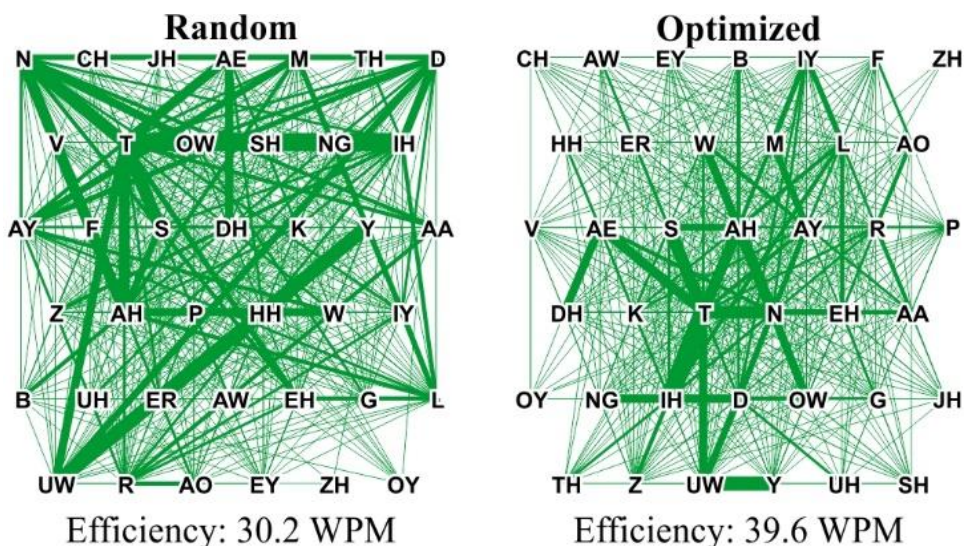 Random
N CH JH AE M TH D
V T OW SH NG IH
AY F S DH K Y AA
Z AH P HH W IY
B UH ER AW EH G L
UW R AO EY ZH OY
Efficiency: 30.2 WPM
Optimized
CH AW EY B IY F ZH
HH ER W M L AO
V AE S AH AY R P
DH K T N EH AA
OY NG IH D OW G JH
TH Z UW Y UH SH
Efficiency: 39.6 WPM